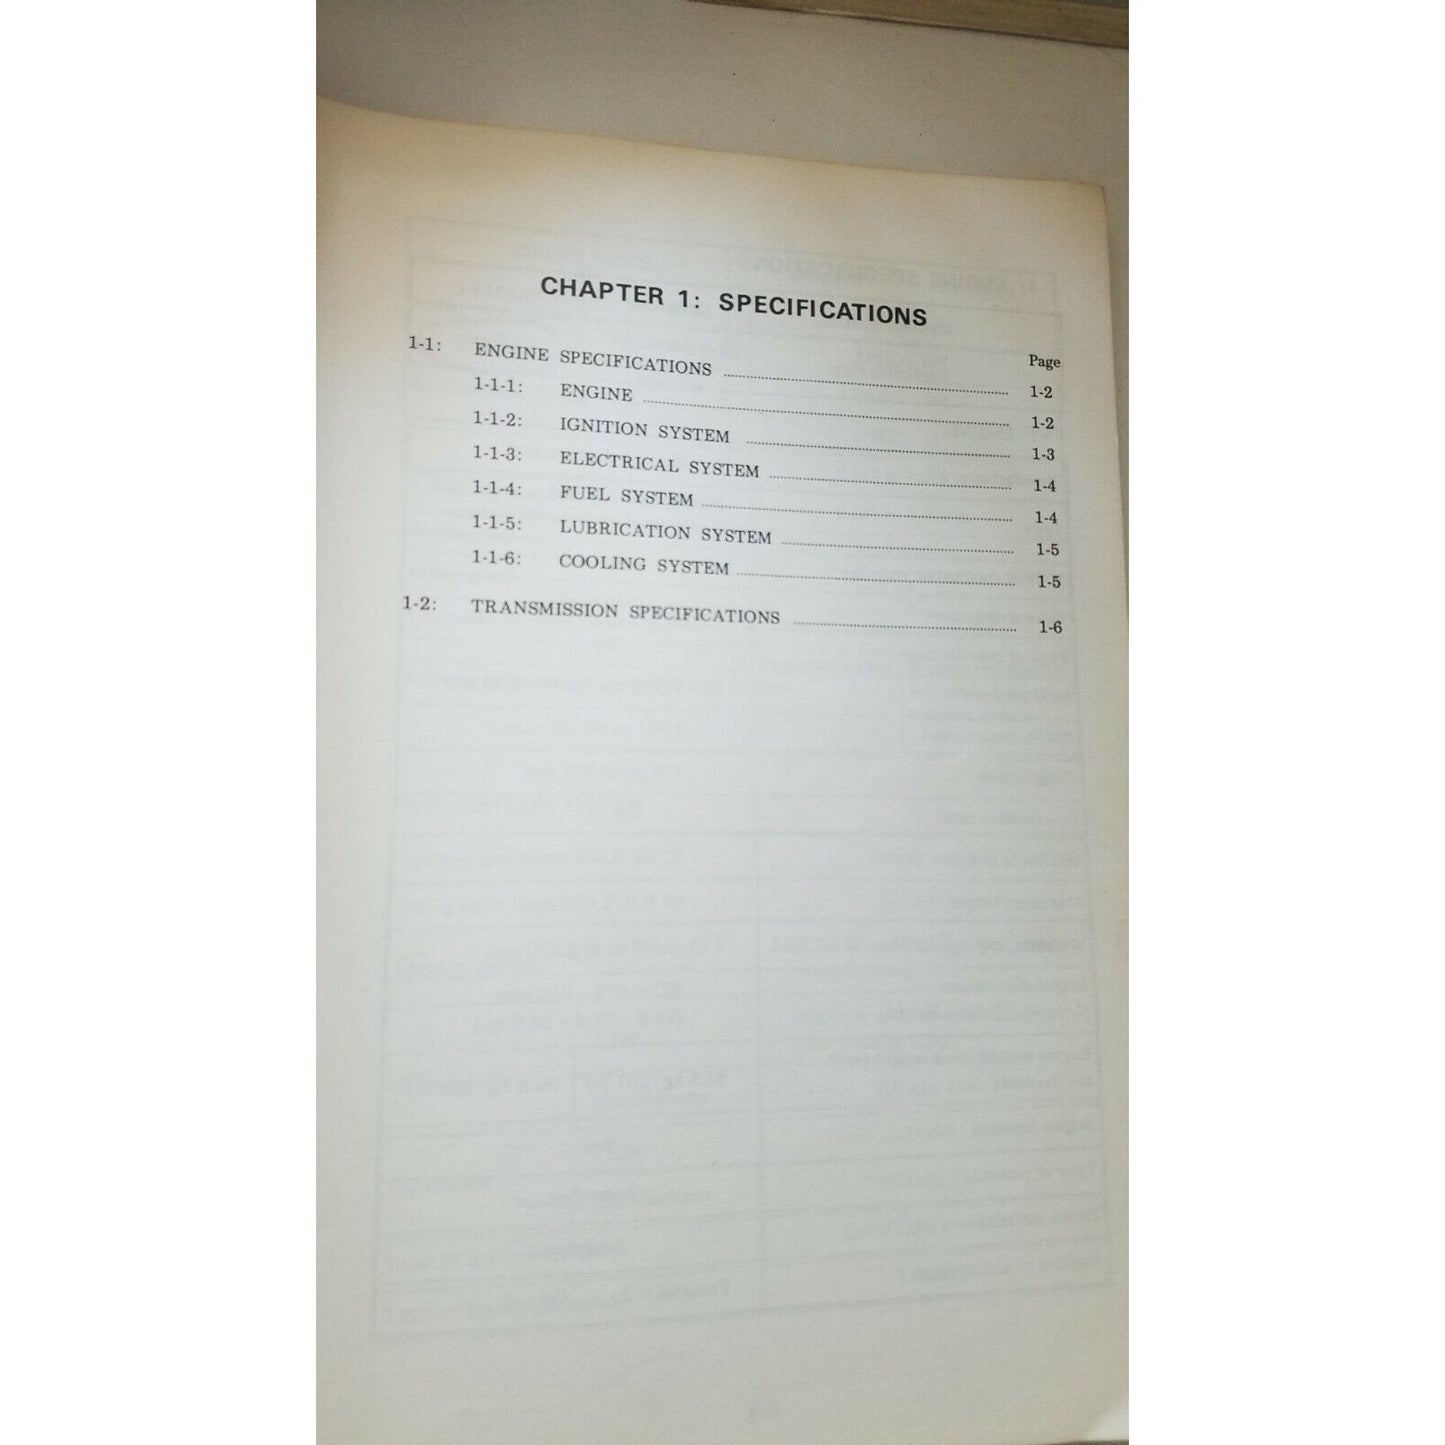 CHAPTER 1: SPECIFICATIONS
Page
1-1: ENGINE SPECIFICATIONS ........ 1-2
1-1-1: ENGINE ........ 1-2
1-1-2: IGNITION SYSTEM ........ 1-3
1-1-3: ELECTRICAL SYSTEM ........ 1-4
1-1-4: FUEL SYSTEM ........ 1-4
1-1-5: LUBRICATION SYSTEM ........ 1-5
1-1-6: COOLING SYSTEM ........ 1-5
1-2: TRANSMISSION SPECIFICATIONS ........ 1-6